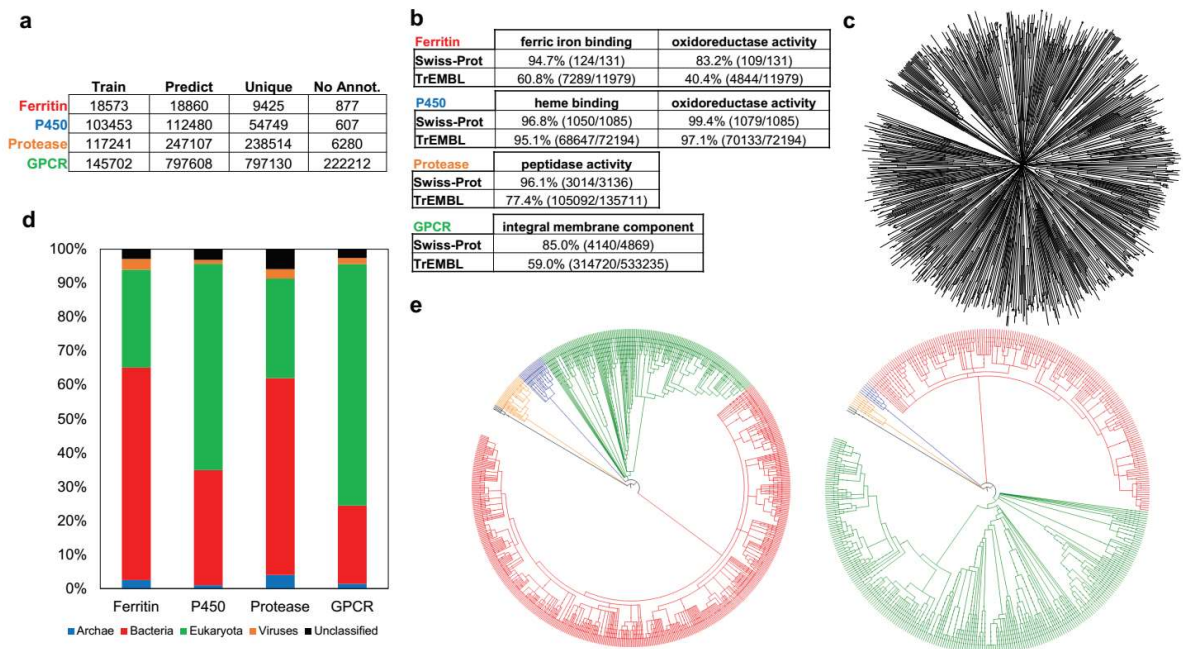 a
Train Predict Unique No Annot.
Ferritin 18573 18860 9425 877
P450 103453 112480 54749 607
Protease 117241 247107 238514 6280
GPCR 145702 797608 797130 222212
b
Ferritin ferric iron binding oxidoreductase activity
Swiss-Prot 94.7% (124/131) 83.2% (109/131)
TrEMBL 60.8% (7289/11979) 40.4% (4844/11979)
P450 heme binding oxidoreductase activity
Swiss-Prot 96.8% (1050/1085) 99.4% (1079/1085)
TrEMBL 95.1% (68647/72194) 97.1% (70133/72194)
Protease peptidase activity
Swiss-Prot 96.1% (3014/3136)
TrEMBL 77.4% (105092/135711)
GPCR integral membrane component
Swiss-Prot 85.0% (4140/4869)
TrEMBL 59.0% (314720/533235)
c
d
100%
90%
80%
70%
60%
50%
40%
30%
20%
10%
0%
Ferritin P450 Protease GPCR
Archae Bacteria Eukaryota Viruses Unclassified
e